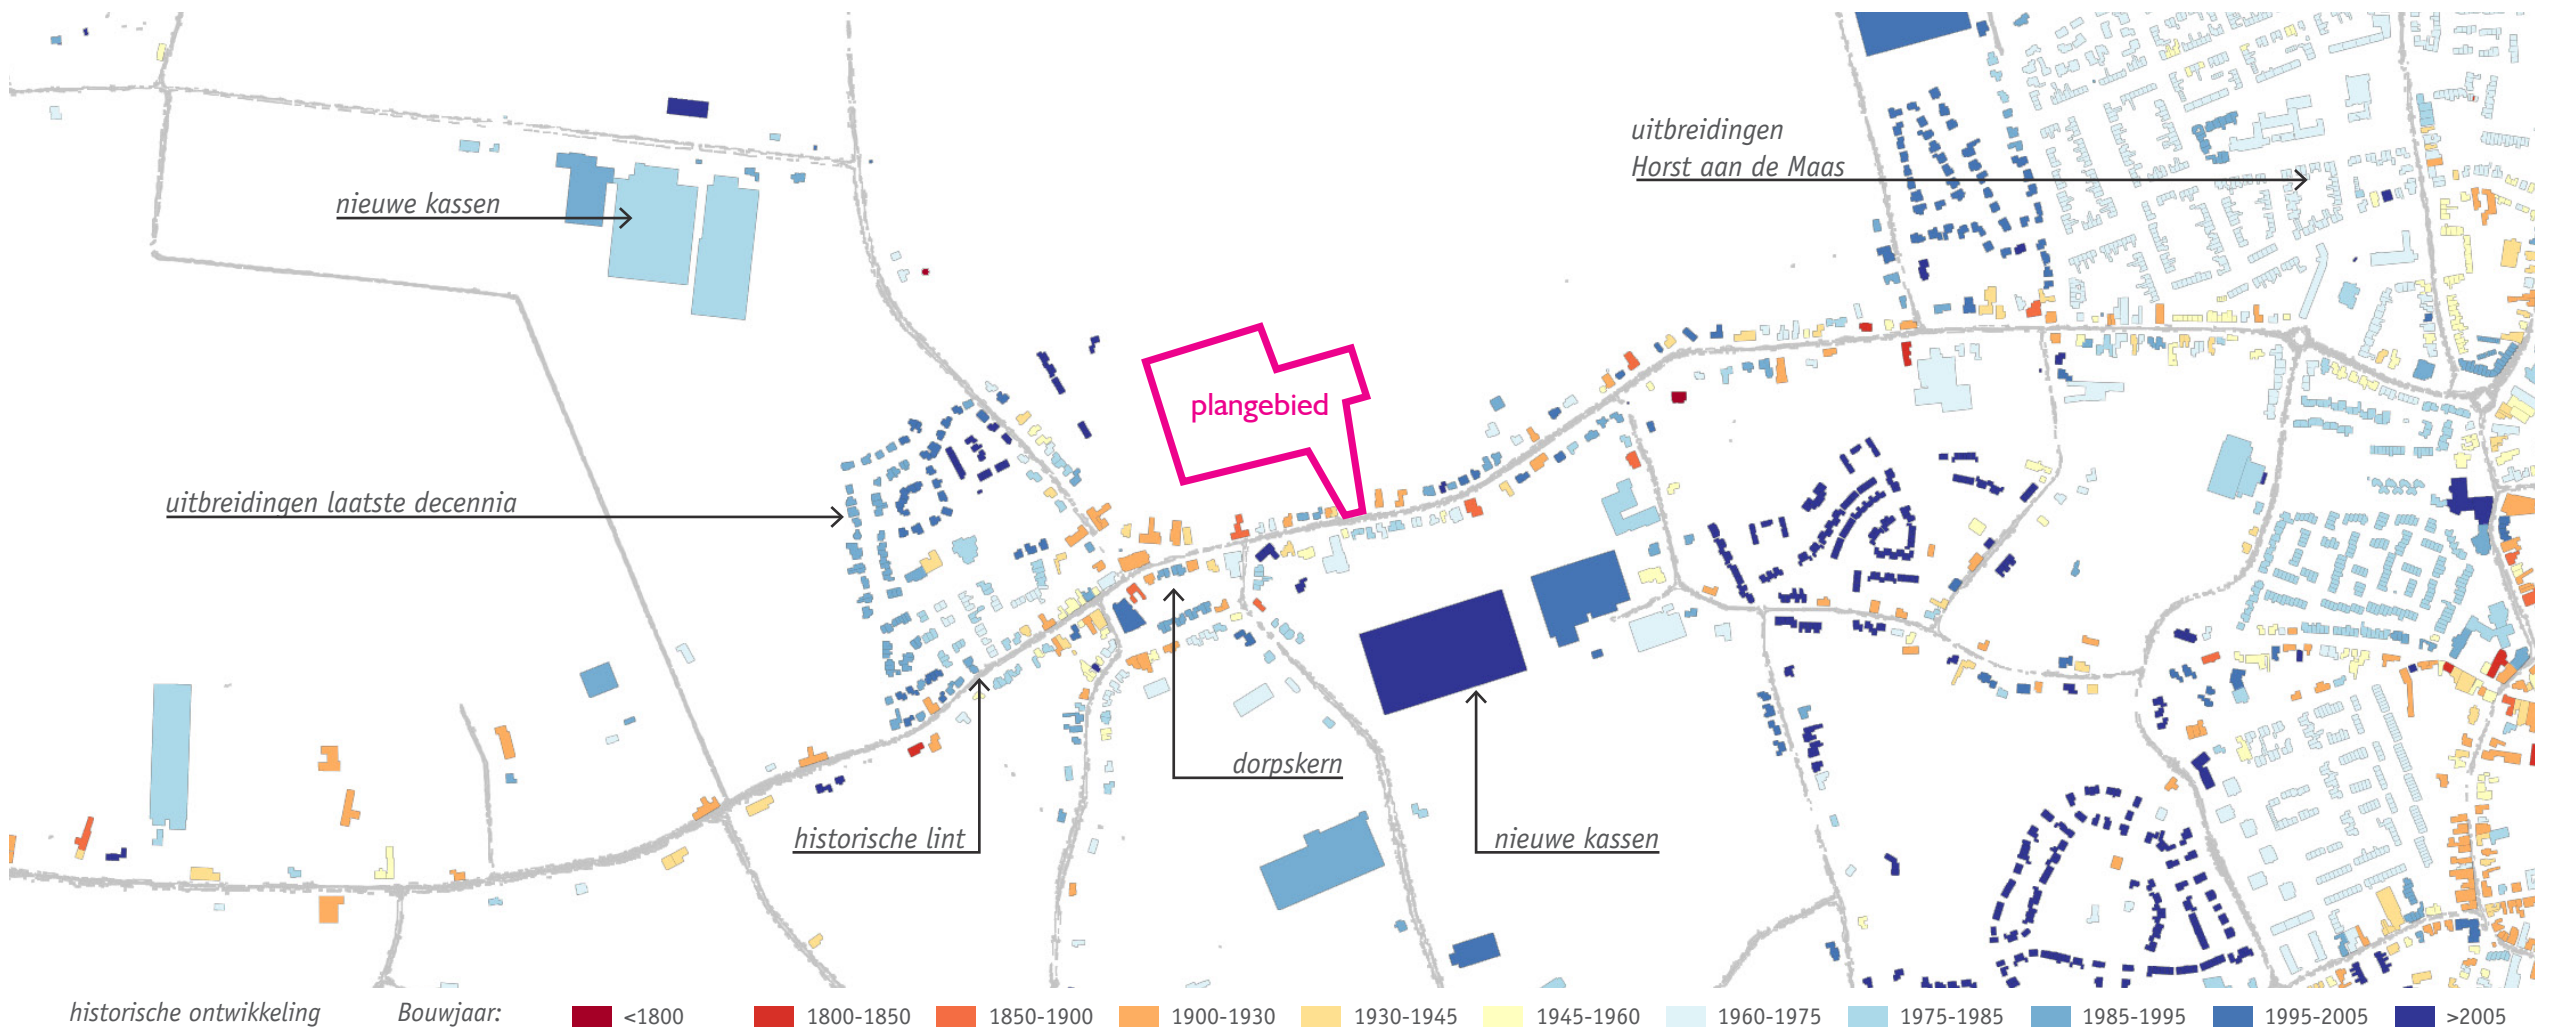 uitbreidingen
Horst aan de Maas
nieuwe kassen
plangebied
uitbreidingen laatste decennia
dorpskern
historische lint
nieuwe kassen
historische ontwikkeling Bouwjaar: <1800 1800-1850 1850-1900 1900-1930 1930-1945 1945-1960 1960-1975 1975-1985 1985-1995 1995-2005 >2005